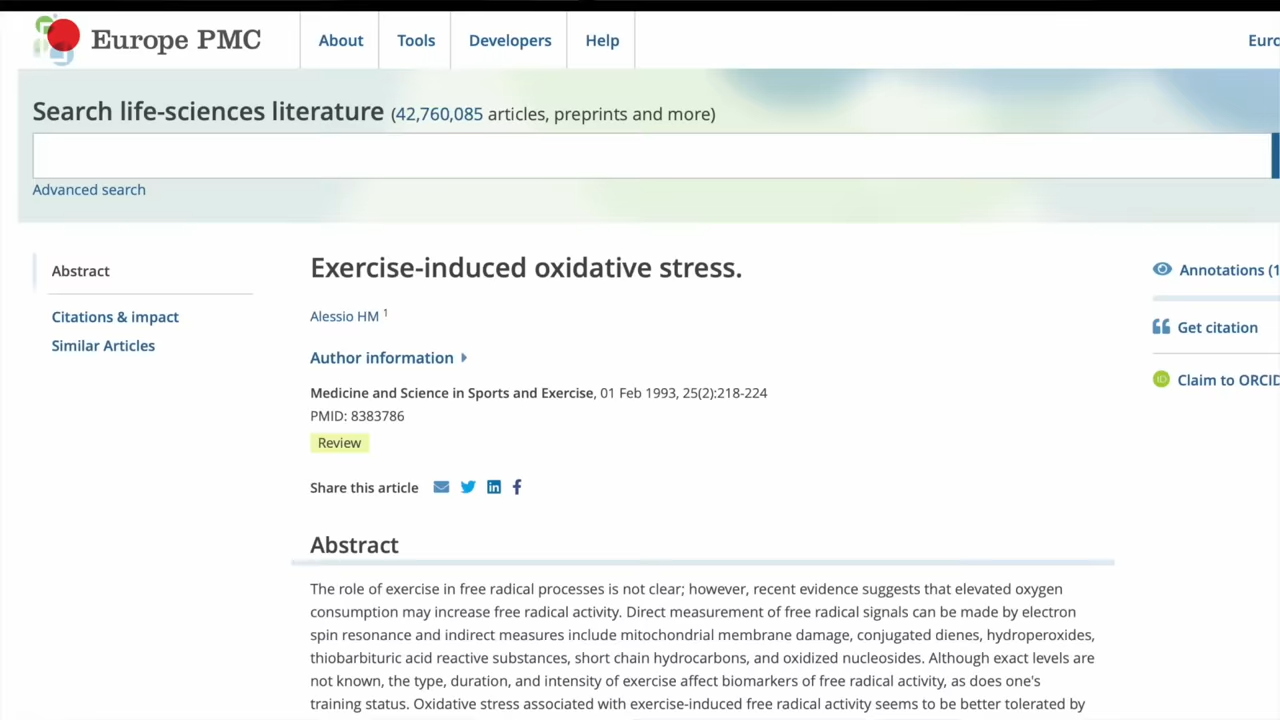 Europe PMC
About
Tools
Developers
Help
Search life-sciences literature (42,760,085 articles, preprints and more)
Advanced search
Abstract
Citations & impact
Similar Articles
Exercise-induced oxidative stress.
Alessio HM 1
Author information
Medicine and Science in Sports and Exercise, 01 Feb 1993, 25(2):218-224
PMID: 8383786
Review
Share this article
Abstract
The role of exercise in free radical processes is not clear; however, recent evidence suggests that elevated oxygen
consumption may increase free radical activity. Direct measurement of free radical signals can be made by electron
spin resonance and indirect measures include mitochondrial membrane damage, conjugated dienes, hydroperoxides,
thiobarbituric acid reactive substances, short chain hydrocarbons, and oxidized nucleosides. Although exact levels are
not known, the type, duration, and intensity of exercise affect biomarkers of free radical activity, as does one's
training status. Oxidative stress associated with exercise-induced free radical activity seems to be better tolerated by
Annotations (1
Get citation
iD
Claim to ORCID